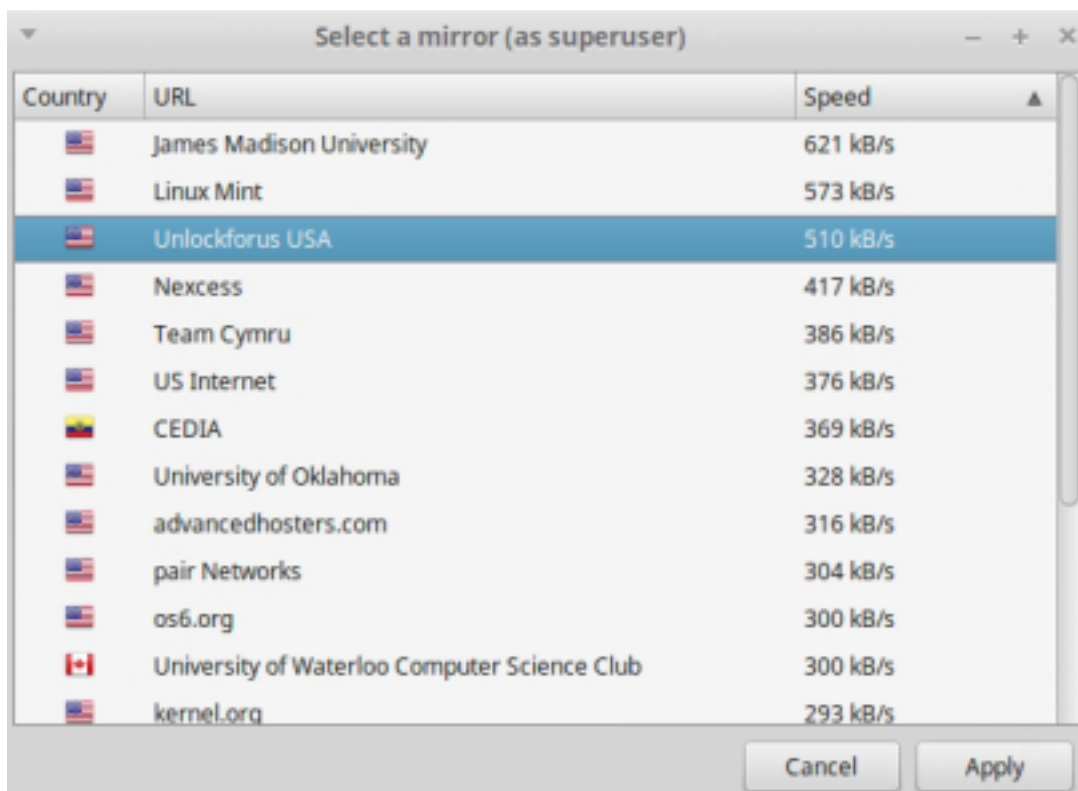 Select a mirror (as superuser)
Country URL Speed
James Madison University 621 kB/s
Linux Mint 573 kB/s
Unlockforus USA 510 kB/s
Nexcess 417 kB/s
Team Cymru 386 kB/s
US Internet 376 kB/s
CEDIA 369 kB/s
University of Oklahoma 328 kB/s
advancedhosters.com 316 kB/s
pair Networks 304 kB/s
os6.org 300 kB/s
University of Waterloo Computer Science Club 300 kB/s
kernel.org 293 kB/s
Cancel Apply